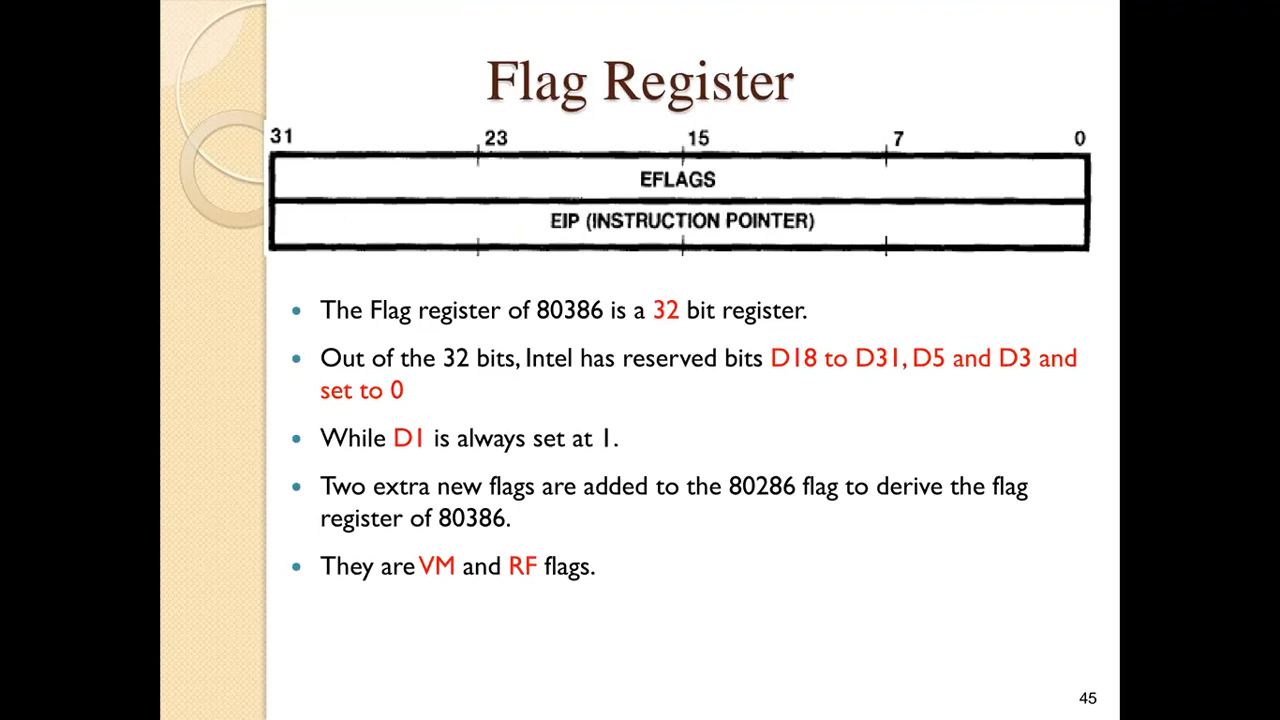 Flag Register
31 23 15 7 0
EFLAGS
EIP (INSTRUCTION POINTER)
• The Flag register of 80386 is a 32 bit register.
• Out of the 32 bits, Intel has reserved bits D18 to D31, D5 and D3 and
set to 0
• While D1 is always set at 1.
• Two extra new flags are added to the 80286 flag to derive the flag
register of 80386.
• They are VM and RF flags.
45